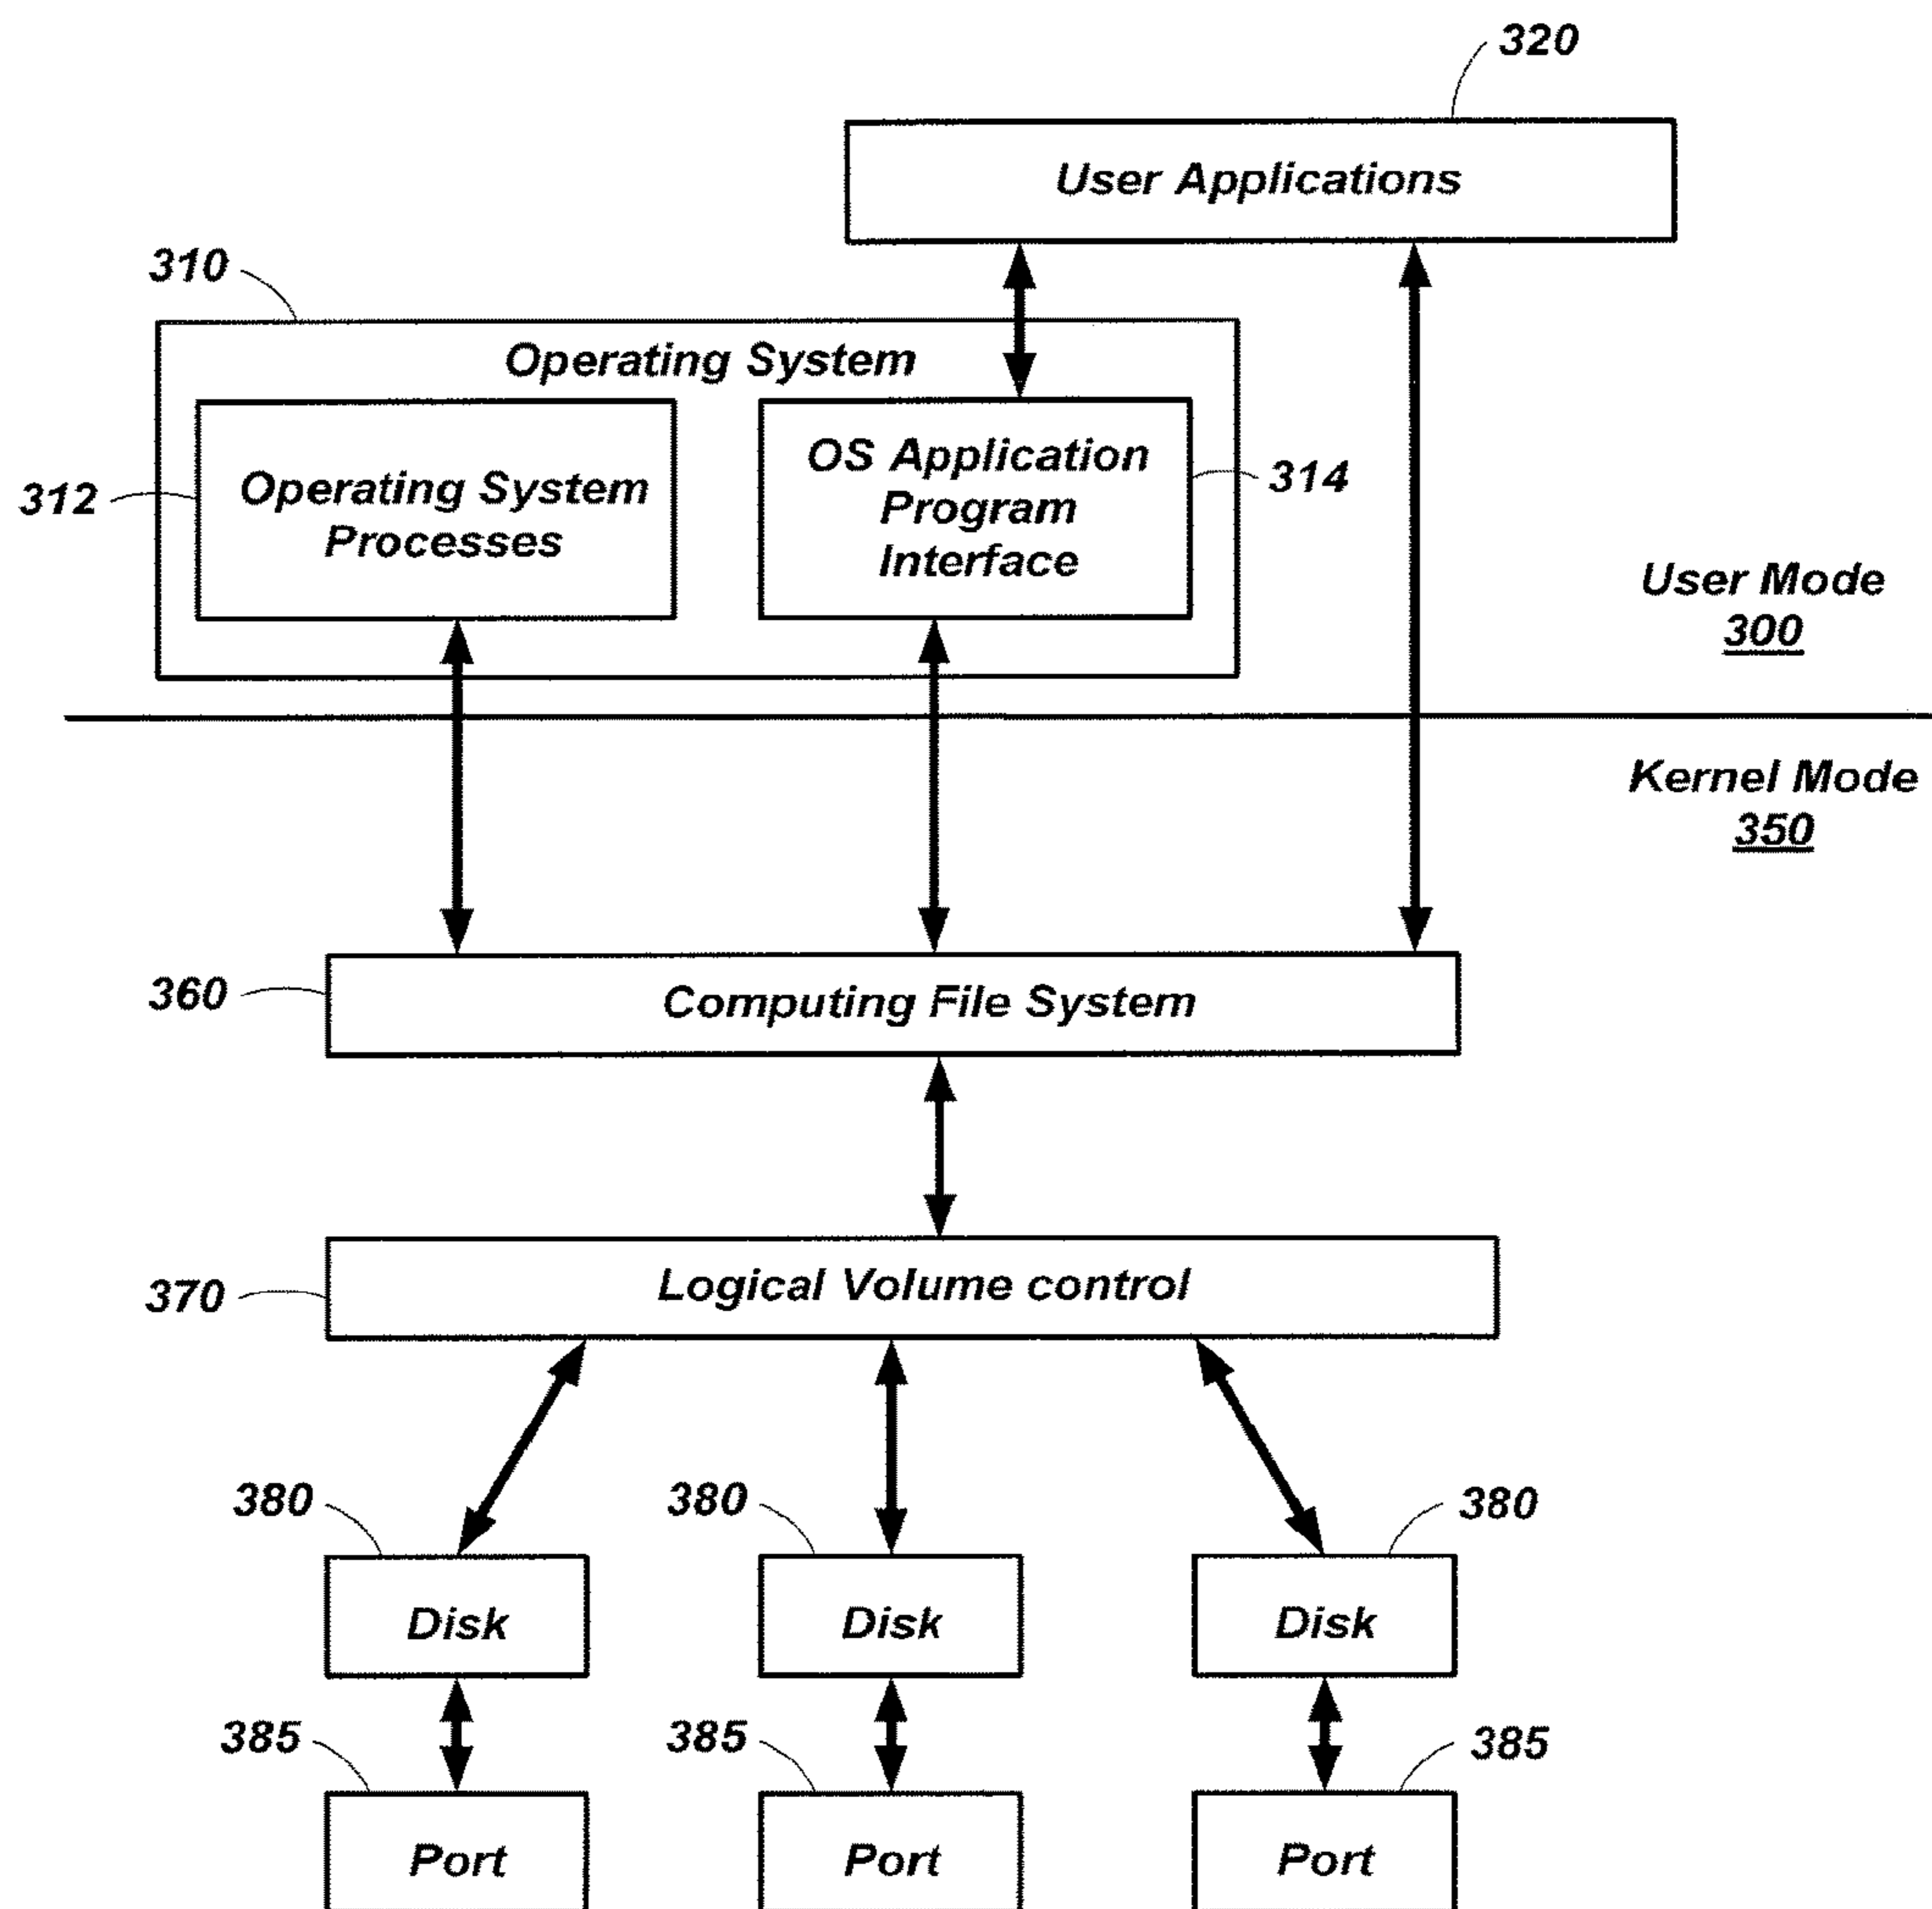 320
User Applications
310
Operating System
312
Operating System
Processes
OS Application
Program
Interface
314
User Mode
300
Kernel Mode
350
360
Computing File System
370
Logical Volume control
380
380
380
Disk
Disk
Disk
385
385
385
Port
Port
Port